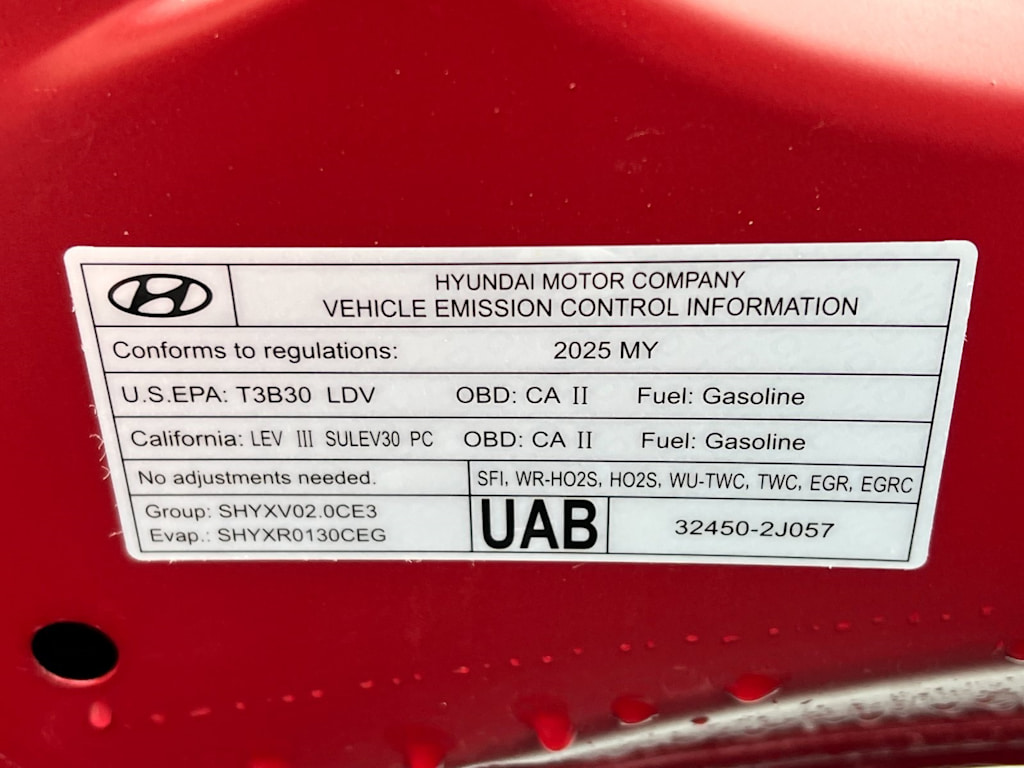 HYUNDAI MOTOR COMPANY
VEHICLE EMISSION CONTROL INFORMATION
Conforms to regulations: 2025 MY
U.S.EPA: T3B30 LDV OBD: CA II Fuel: Gasoline
California: LEV III SULEV30 PC OBD: CA II Fuel: Gasoline
No adjustments needed. SFI, WR-HO2S, HO2S, WU-TWC, TWC, EGR, EGRC
Group: SHYXV02.0CE3
Evap.: SHYXR0130CEG
UAB
32450-2J057